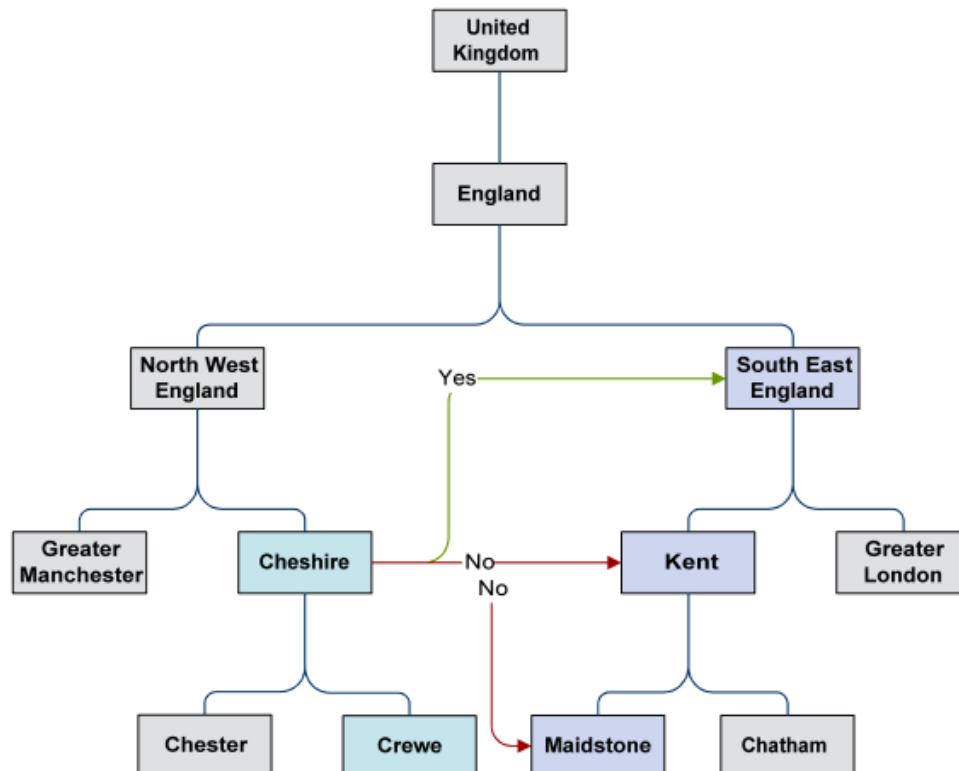 United
Kingdom
England
North West
England
Yes
South East
England
Greater
Manchester
Cheshire
No
Kent
Greater
London
No
Chester
Crewe
Maidstone
Chatham